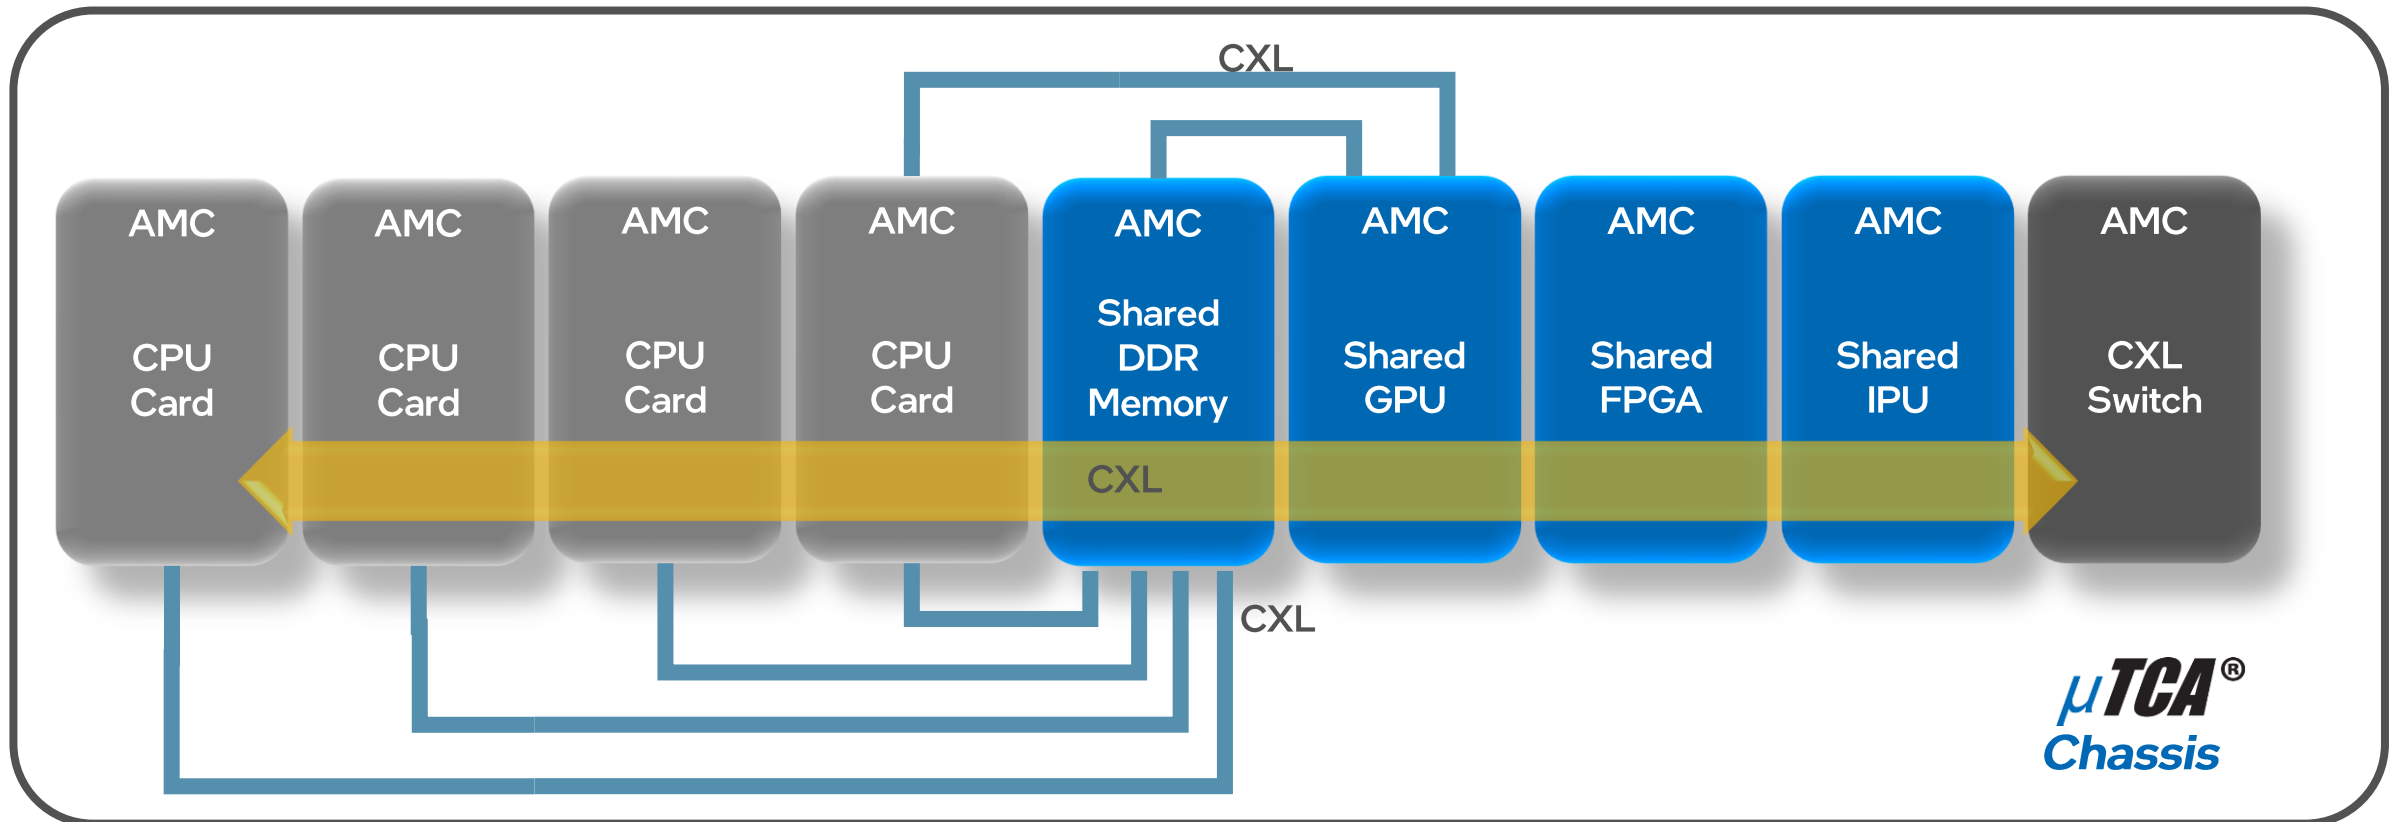 CXL
AMC
CPU
Card
AMC
CPU
Card
AMC
CPU
Card
AMC
CPU
Card
AMC
Shared
DDR
Memory
AMC
Shared
GPU
AMC
Shared
FPGA
AMC
Shared
IPU
AMC
CXL
Switch
CXL
CXL
µTCA®
Chassis